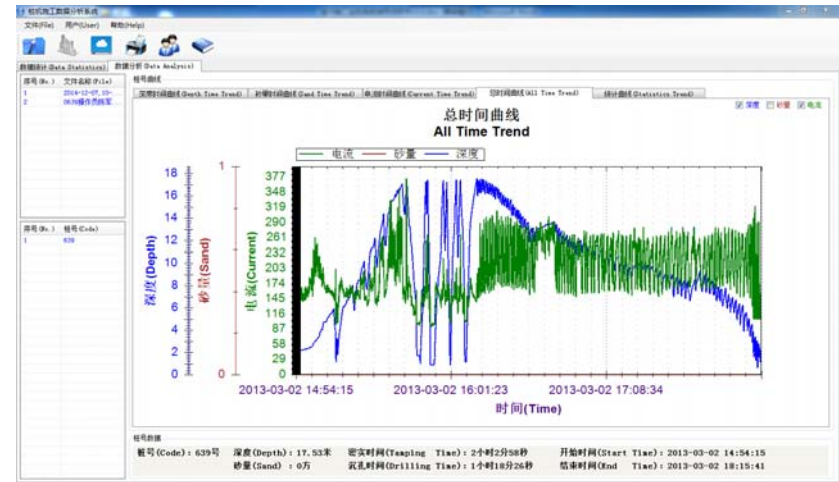 桩机施工数据分析系统
文件(File) 用户(User) 帮助(Help)
数据统计(Data Statistics) 数据分析(Data Analysis)
序号(No.) 文件名称(File)
1 2014-12-07,10-
2
序号(No.) 桩号(Code)
1 639
桩号曲线
深度时间曲线(Depth Time Trend) 砂量时间曲线(Sand Time Trend) 电流时间曲线(Current Time Trend) 总时间曲线(All Time Trend) 统计曲线(Statistics Trend)
深度 砂量 电流
总时间曲线
All Time Trend
电流 砂量 深度
深度(Depth)
18
16
14
12
10
8
6
4
2
0
砂量(Sand)
1
0
电流(Current)
377
348
319
290
261
232
203
174
145
116
87
58
29
0
2013-03-02 14:54:15 2013-03-02 16:01:23 2013-03-02 17:08:34
时间(Time)
桩号数据
桩号(Code): 639号 深度(Depth): 17.53米 密实时间(Tamping Time): 2小时2分58秒 开始时间(Start Time): 2013-03-02 14:54:15
砂量(Sand) : 0方 沉孔时间(Drilling Time): 1小时18分26秒 结束时间(End Time): 2013-03-02 18:15:41